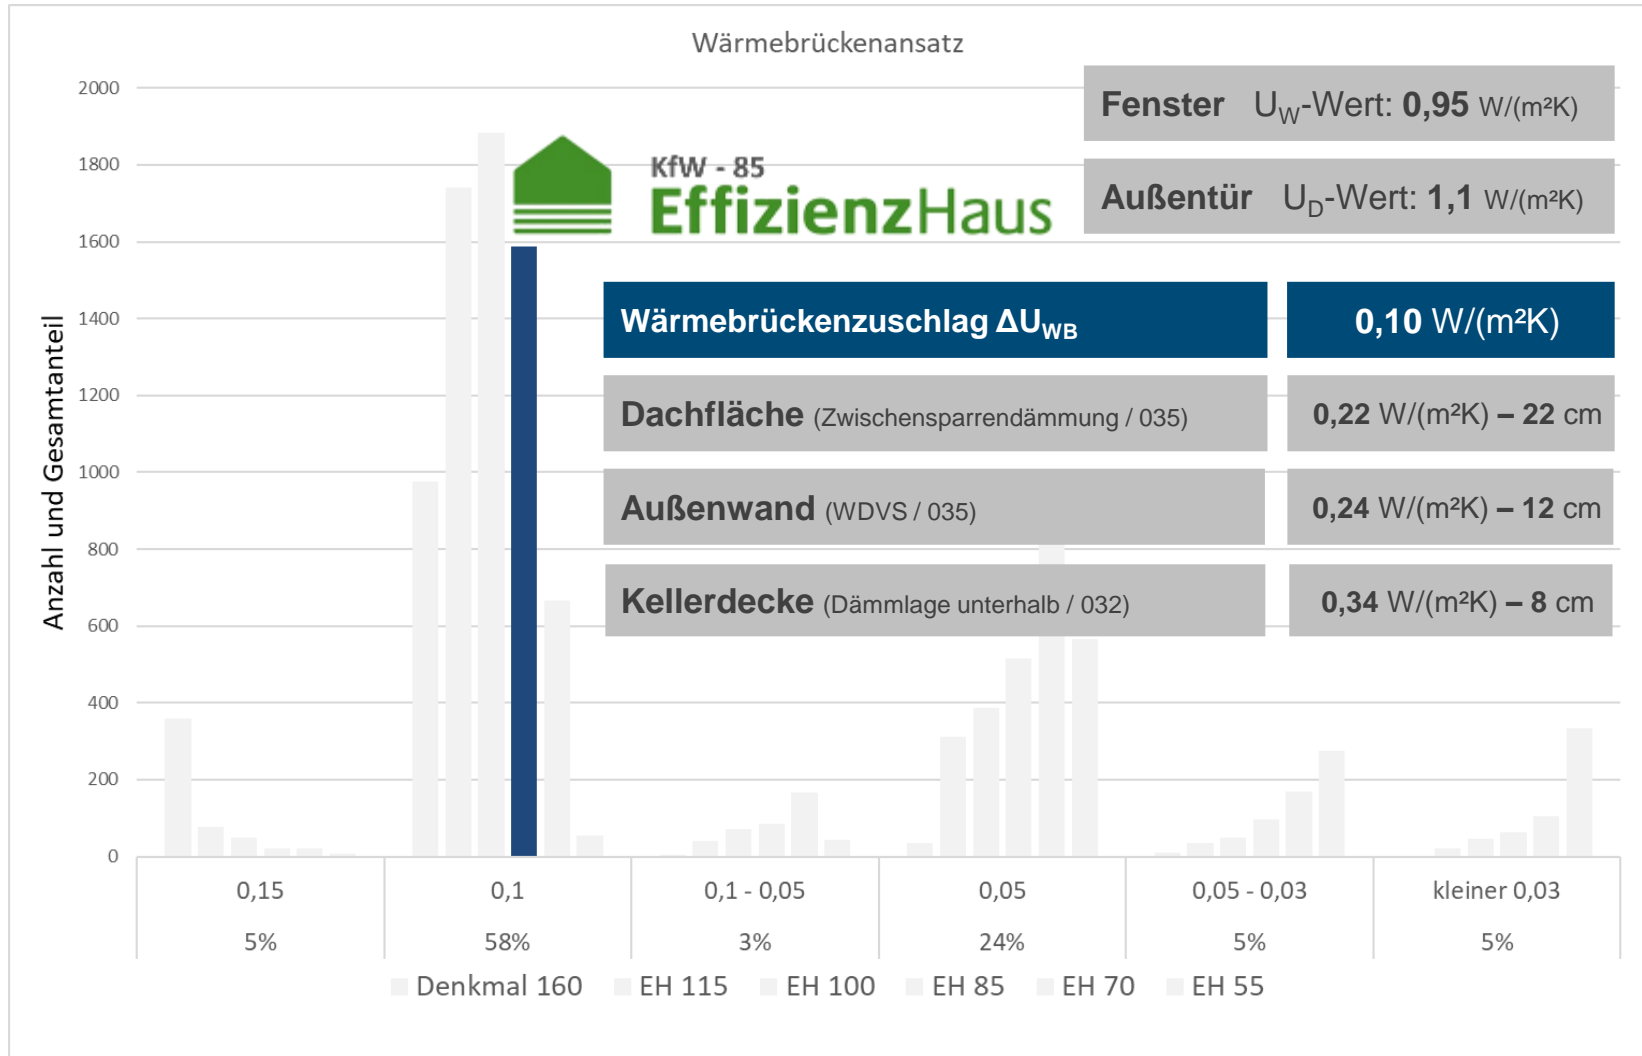 Wärmebrückenansatz
Fenster U_W-Wert: 0,95 W/(m²K)
Außentür U_D-Wert: 1,1 W/(m²K)
KfW - 85
EffizienzHaus
Wärmebrückenzuschlag ΔU_WB 0,10 W/(m²K)
Dachfläche (Zwischensparrendämmung / 035) 0,22 W/(m²K) – 22 cm
Außenwand (WDVS / 035) 0,24 W/(m²K) – 12 cm
Kellerdecke (Dämmlage unterhalb / 032) 0,34 W/(m²K) – 8 cm
Anzahl und Gesamtanteil
2000
1800
1600
1400
1200
1000
800
600
400
200
0
0,15 0,1 0,1 - 0,05 0,05 0,05 - 0,03 kleiner 0,03
5% 58% 3% 24% 5% 5%
Denkmal 160 EH 115 EH 100 EH 85 EH 70 EH 55